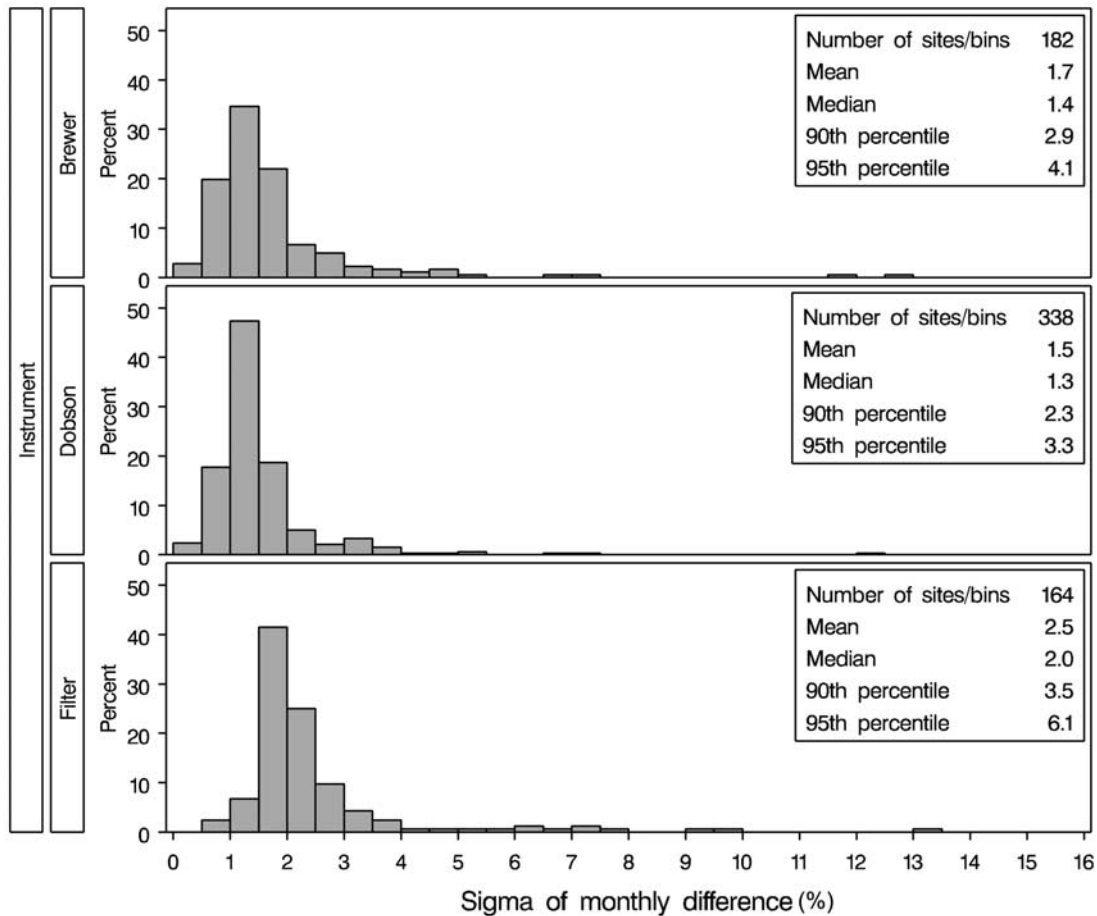 Instrument
Brewer
Percent
50
40
30
20
10
0
Number of sites/bins 182
Mean 1.7
Median 1.4
90th percentile 2.9
95th percentile 4.1
Dobson
Percent
50
40
30
20
10
0
Number of sites/bins 338
Mean 1.5
Median 1.3
90th percentile 2.3
95th percentile 3.3
Filter
Percent
50
40
30
20
10
0
Number of sites/bins 164
Mean 2.5
Median 2.0
90th percentile 3.5
95th percentile 6.1
0 1 2 3 4 5 6 7 8 9 10 11 12 13 14 15 16
Sigma of monthly difference (%)